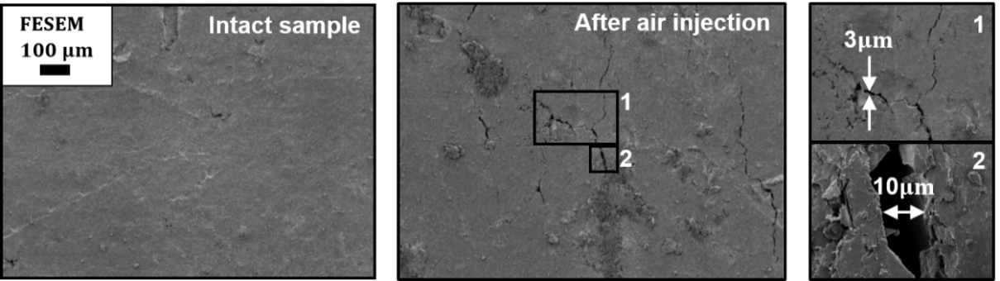 FESEM
100 μm
Intact sample
After air injection
1
2
1
3μm
2
10μm